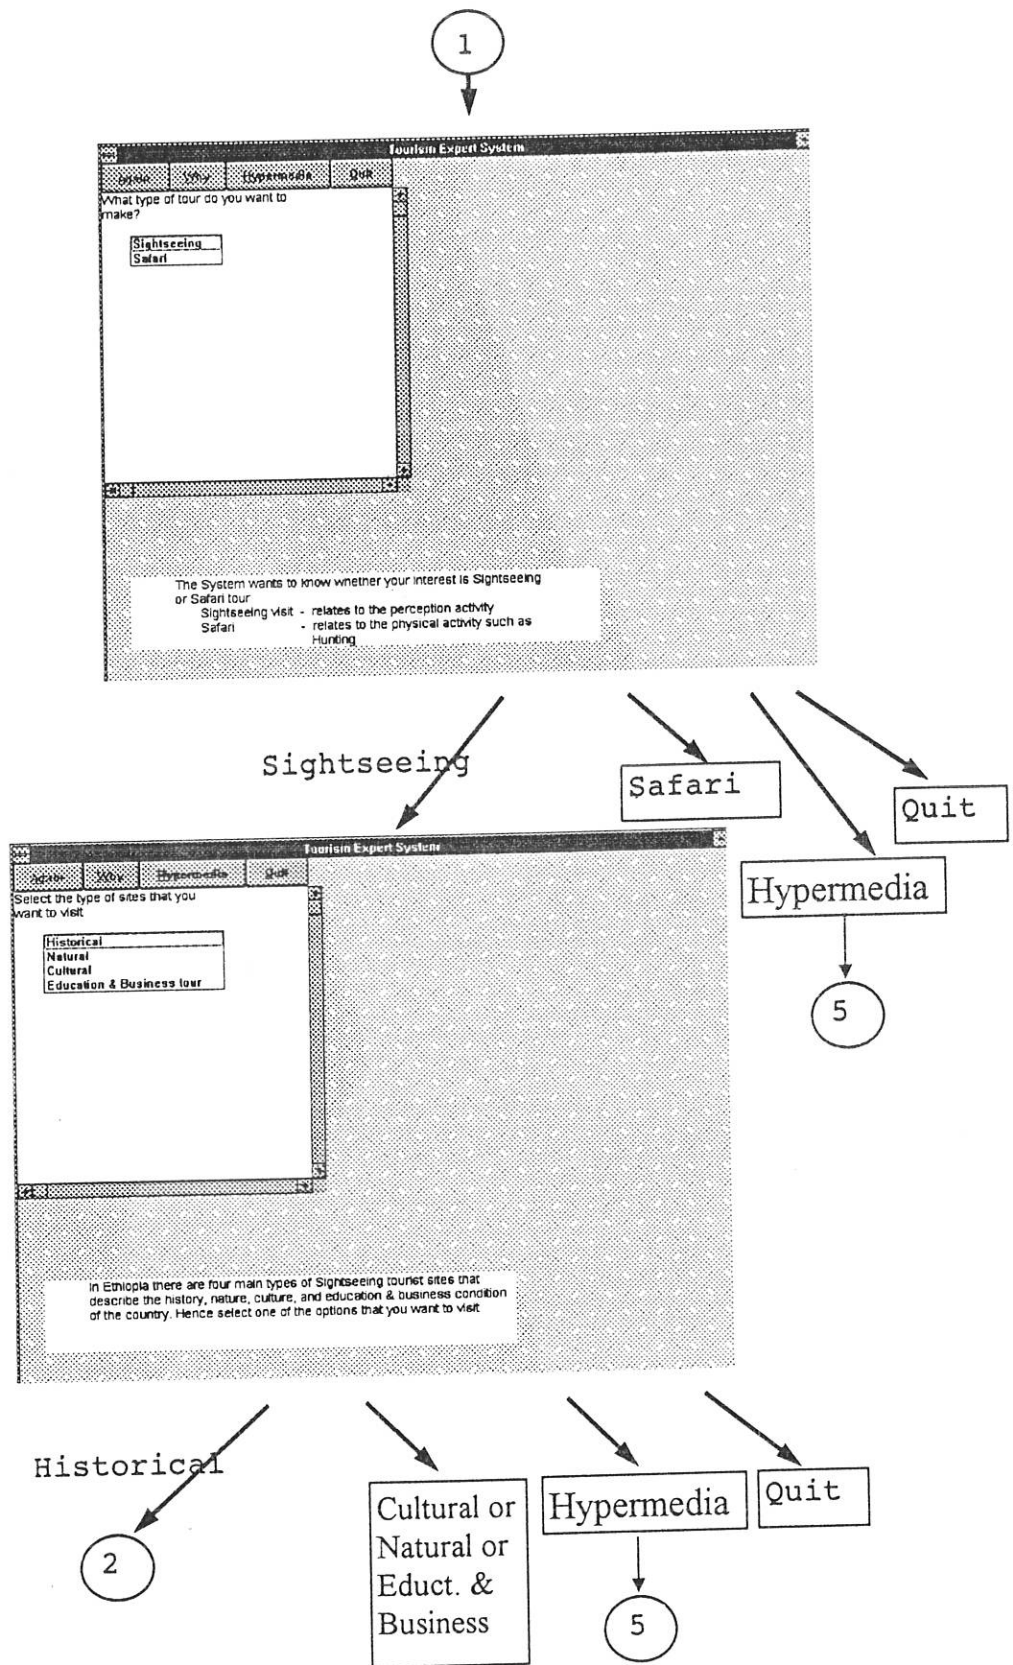 1
Tourism Expert System
Why Hypermedia Quit
What type of tour do you want to
make?
Sightseeing
Safari
The System wants to know whether your interest is Sightseeing
or Safari tour
Sightseeing visit - relates to the perception activity
Safari - relates to the physical activity such as
Hunting
Sightseeing
Safari
Quit
Hypermedia
5
Tourism Expert System
Why Hypermedia Quit
Select the type of sites that you
want to visit
Historical
Natural
Cultural
Education & Business tour
In Ethiopia there are four main types of Sightseeing tourist sites that
describe the history, nature, culture, and education & business condition
of the country. Hence select one of the options that you want to visit
Historical
2
Cultural or
Natural or
Educt. &
Business
Hypermedia
5
Quit